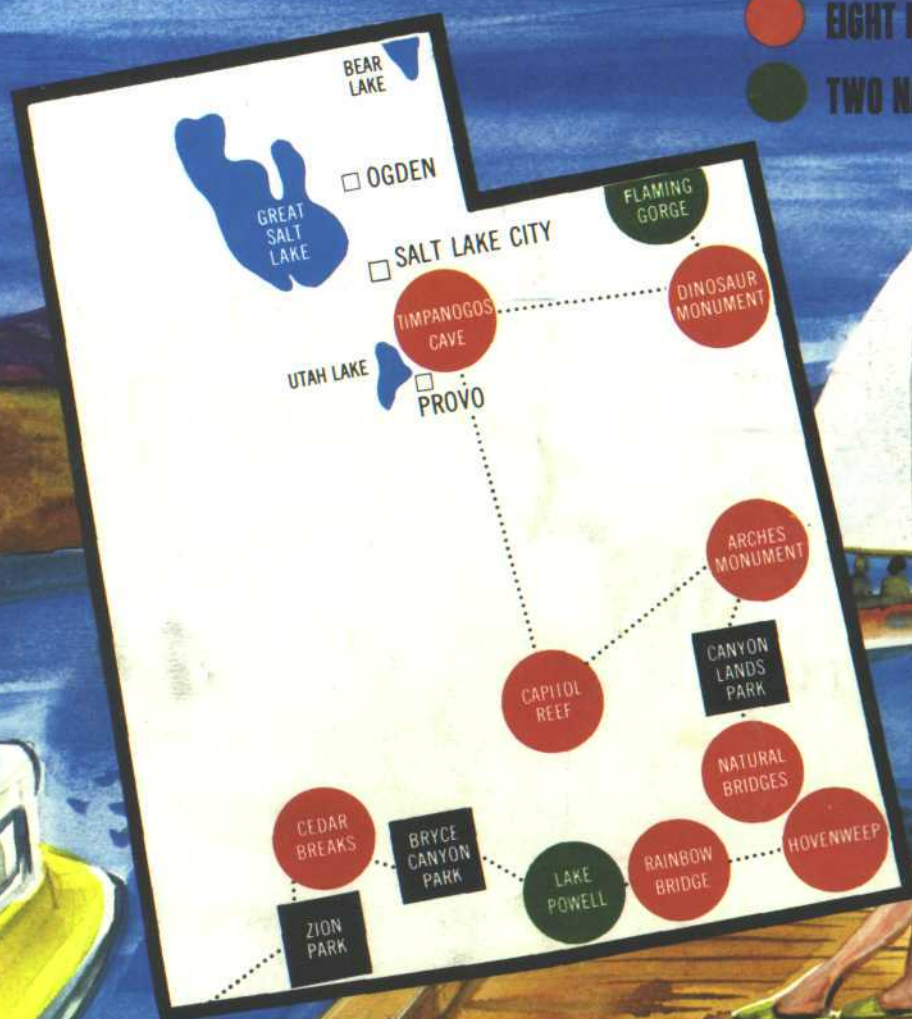 EIGHT
TWO
BEAR
LAKE
OGDEN
GREAT
SALT
LAKE
SALT LAKE CITY
FLAMING
GORGE
DINOSAUR
MONUMENT
TIMPANOGOS
CAVE
UTAH LAKE
PROVO
ARCHES
MONUMENT
CANYON
LANDS
PARK
CAPITOL
REEF
NATURAL
BRIDGES
CEDAR
BREAKS
BRYCE
CANYON
PARK
LAKE
POWELL
RAINBOW
BRIDGE
HOVENWEEP
ZION
PARK